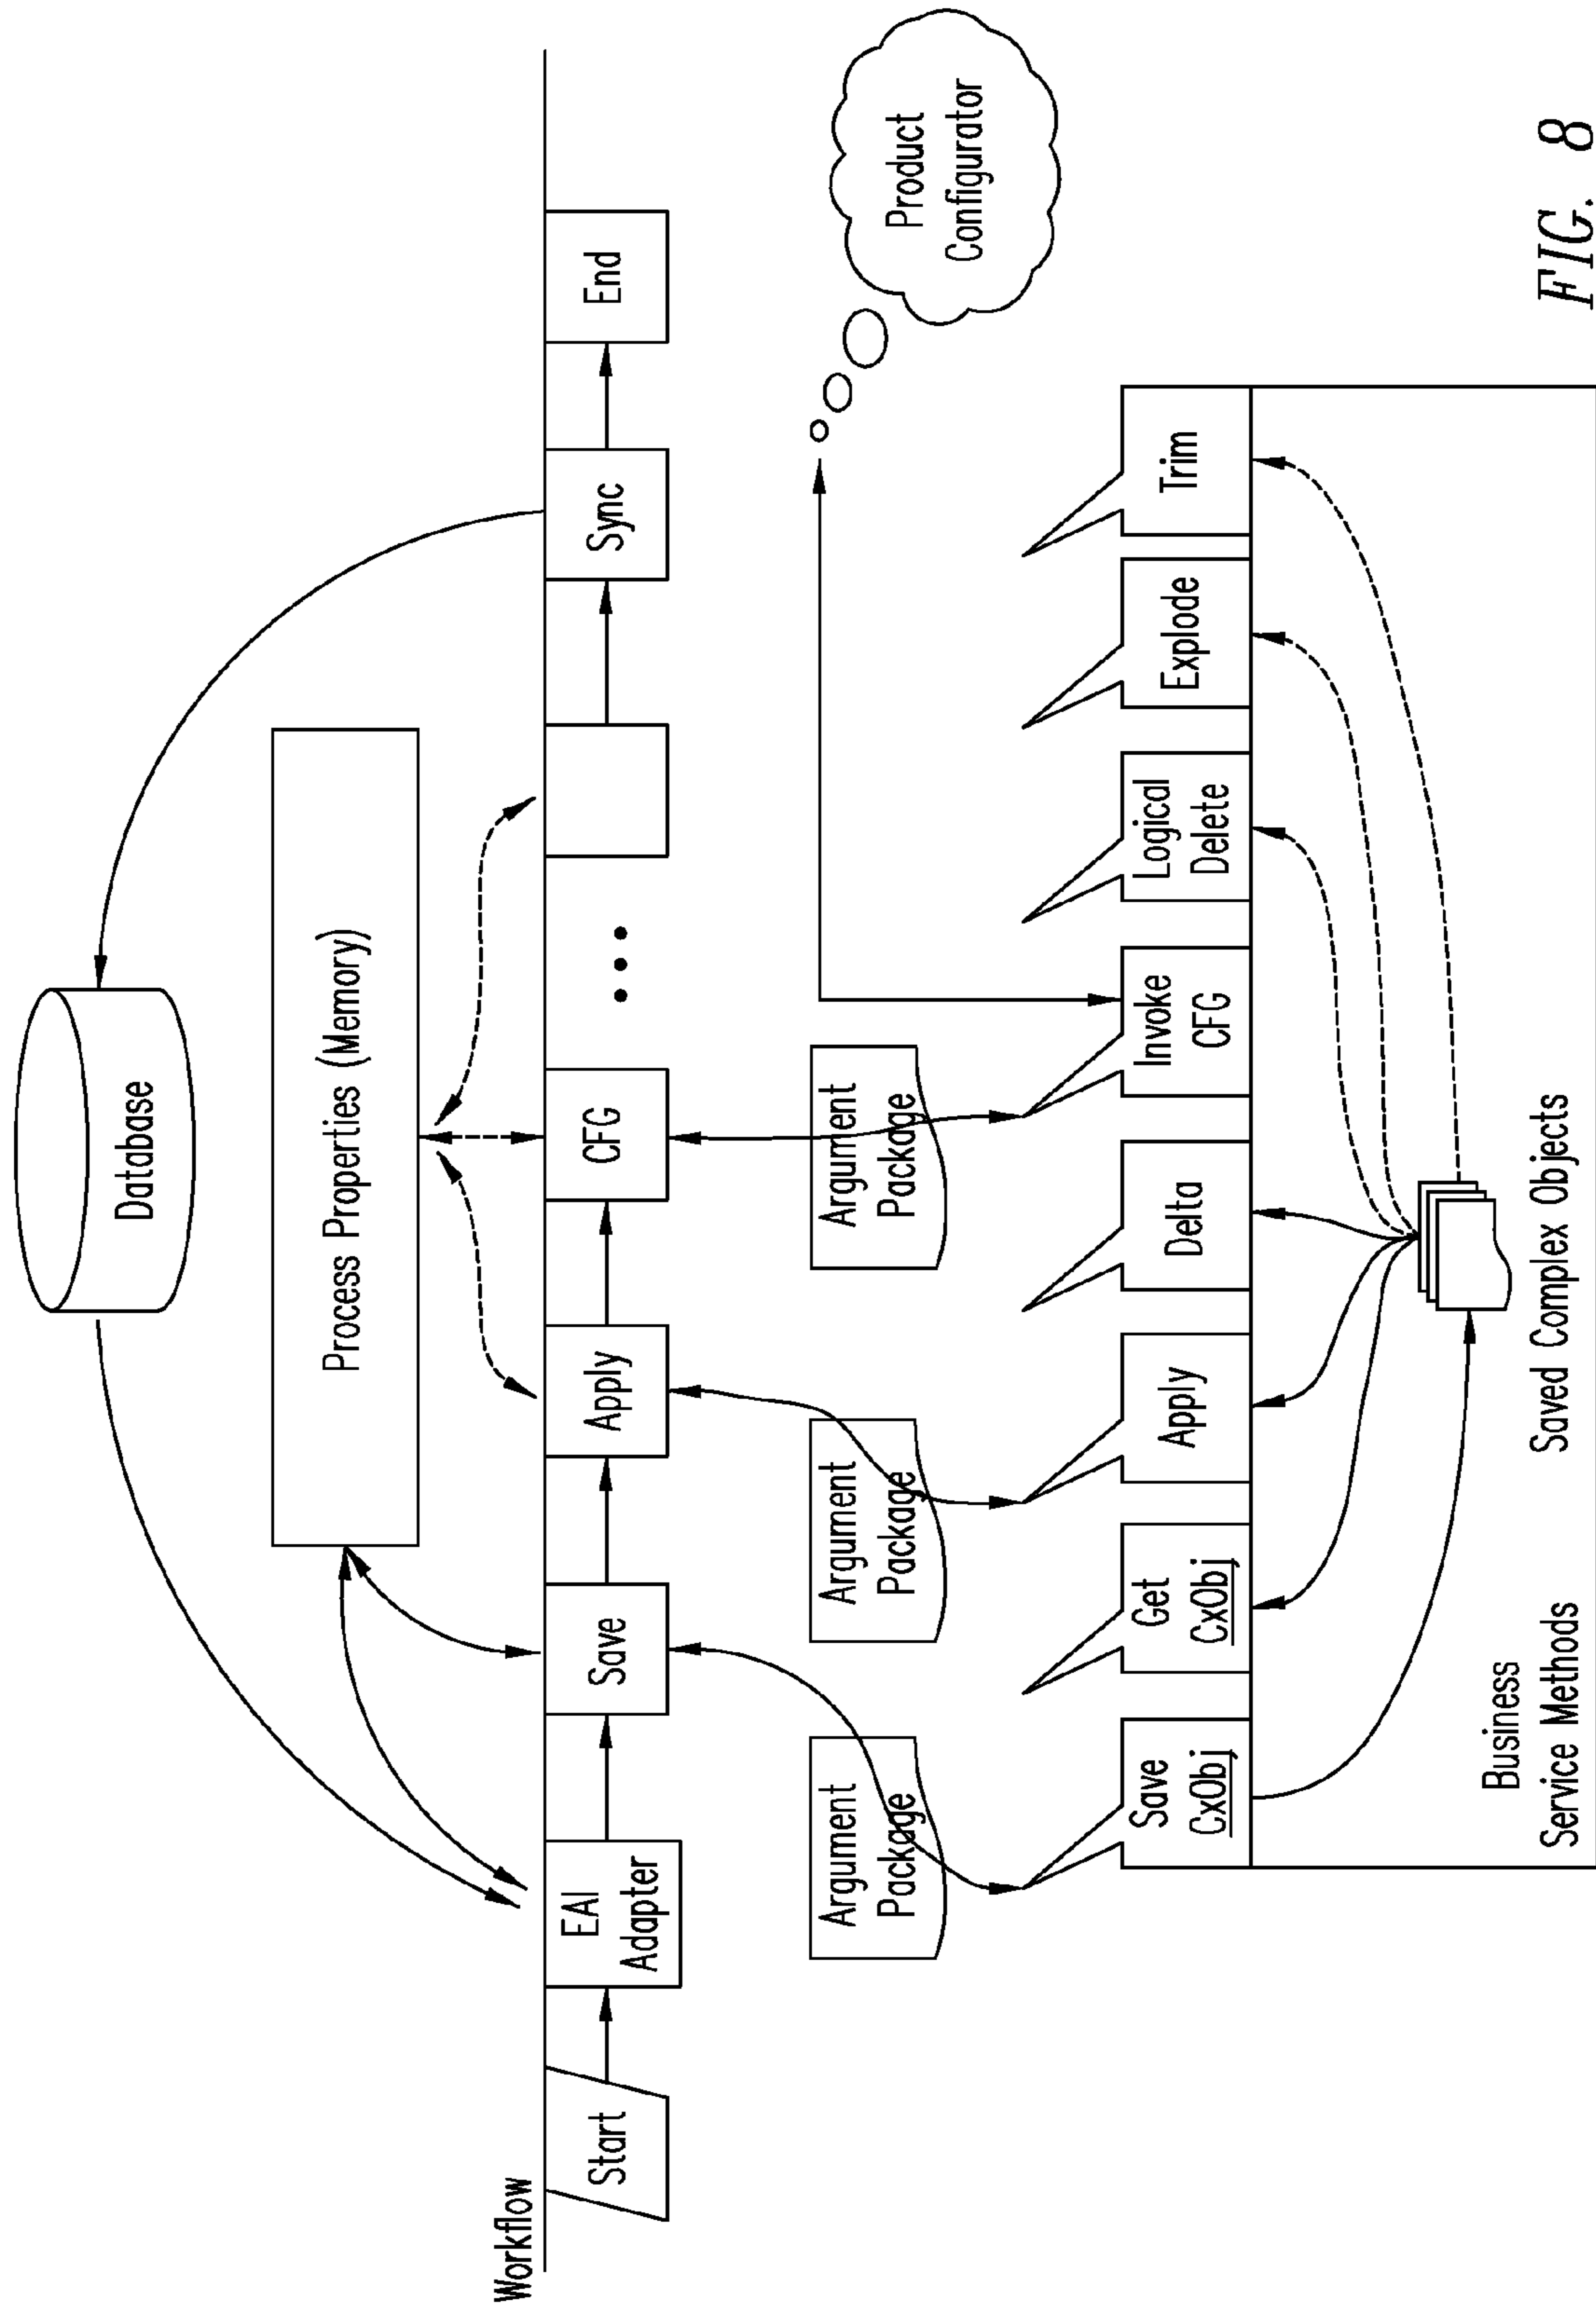 Database
Process Properties (Memory)
Workflow
Start
EAI
Adapter
Save
Apply
CFG
Sync
End
Argument
Package
Argument
Package
Argument
Package
Product
Configurator
Save
CxObj
Get
CxObj
Apply
Delta
Invoke
CFG
Logical
Delete
Explode
Trim
Business
Service Methods
Saved Complex Objects
FIG. 8